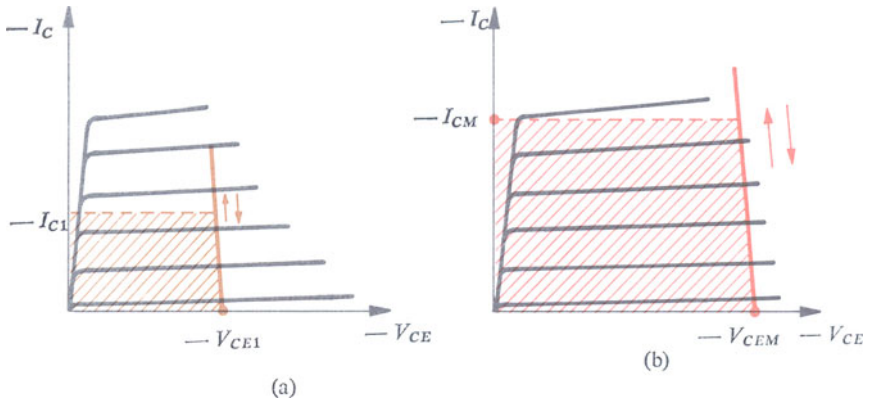 — I_C
— I_C1
— V_CE1
— V_CE
(a)
— I_C
— I_CM
— V_CEM
— V_CE
(b)